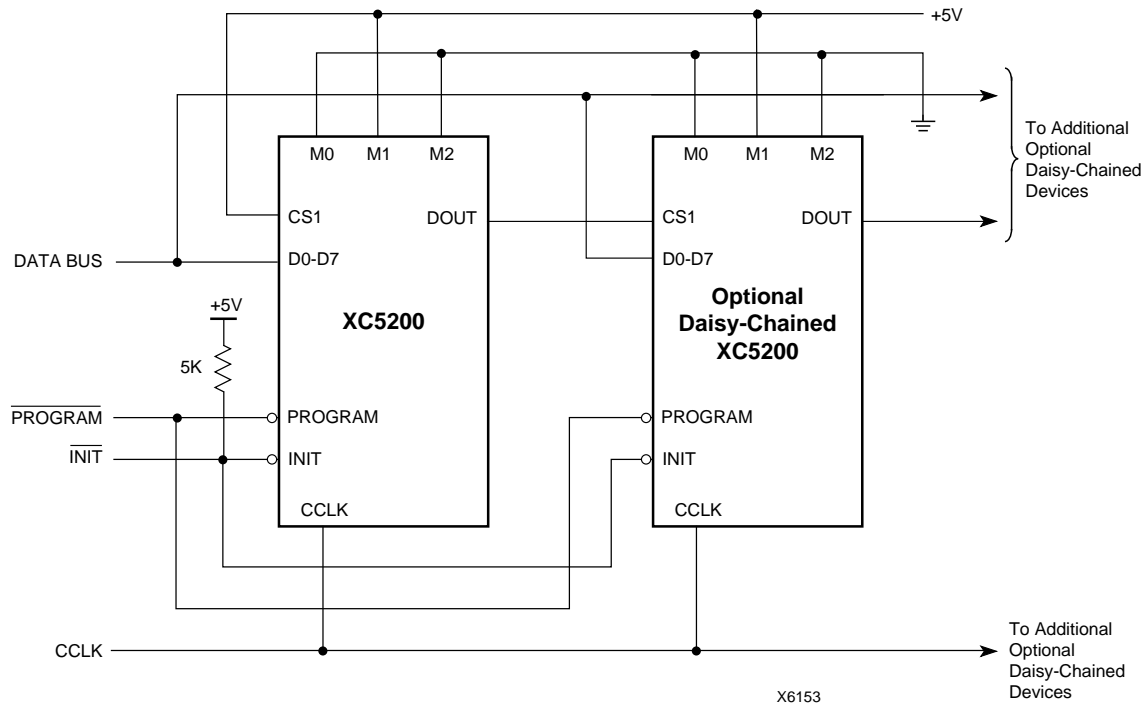 +5V
M0 M1 M2
M0 M1 M2
To Additional
Optional
Daisy-Chained
Devices
CS1 DOUT
CS1 DOUT
DATA BUS
D0-D7
D0-D7
+5V
XC5200
Optional
Daisy-Chained
XC5200
5K
PROGRAM
PROGRAM
PROGRAM
INIT
INIT
INIT
CCLK
CCLK
CCLK
To Additional
Optional
Daisy-Chained
Devices
X6153